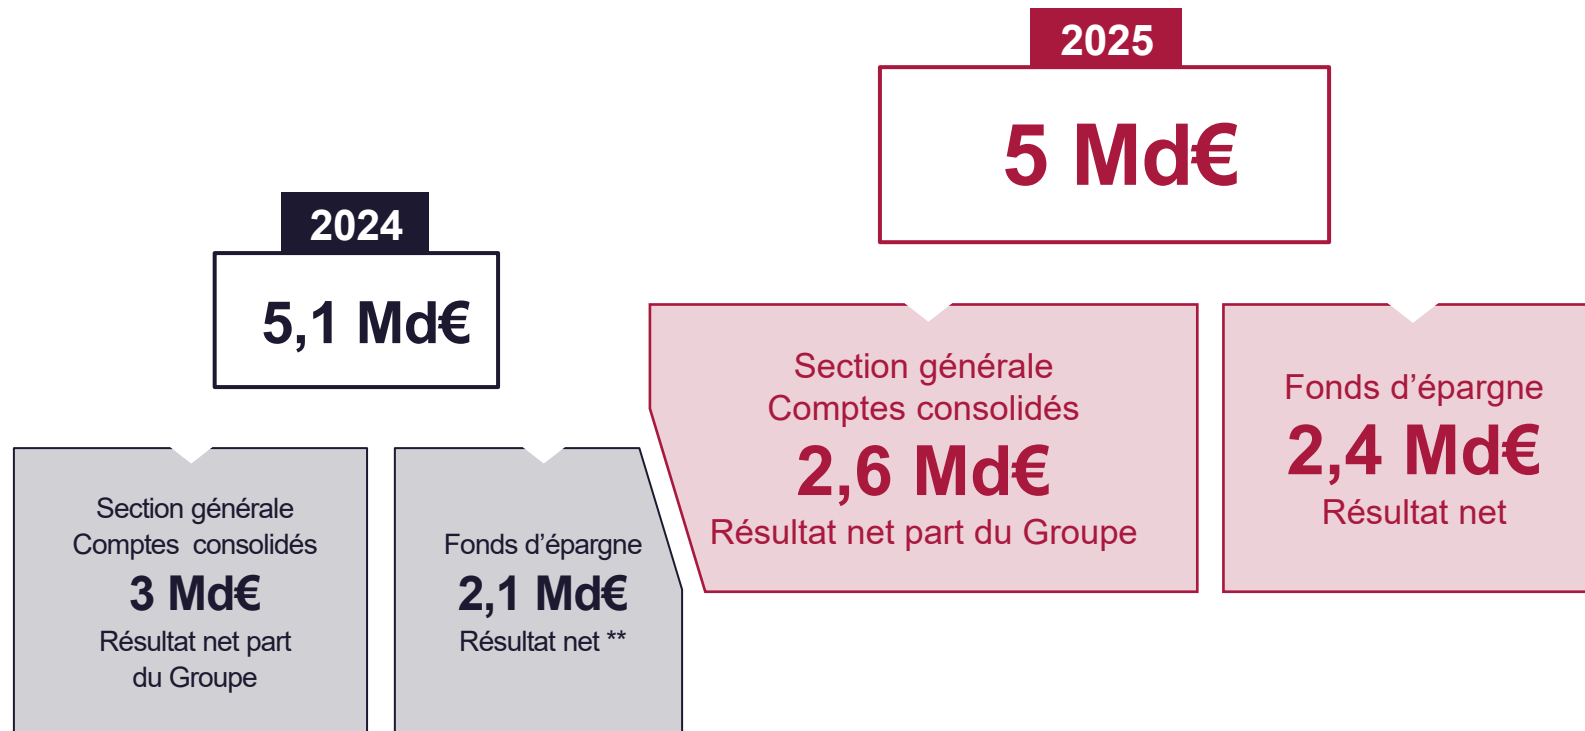 2024
5,1 Md€
Section générale
Comptes consolidés
3 Md€
Résultat net part
du Groupe
Fonds d'épargne
2,1 Md€
Résultat net **
2025
5 Md€
Section générale
Comptes consolidés
2,6 Md€
Résultat net part du Groupe
Fonds d'épargne
2,4 Md€
Résultat net